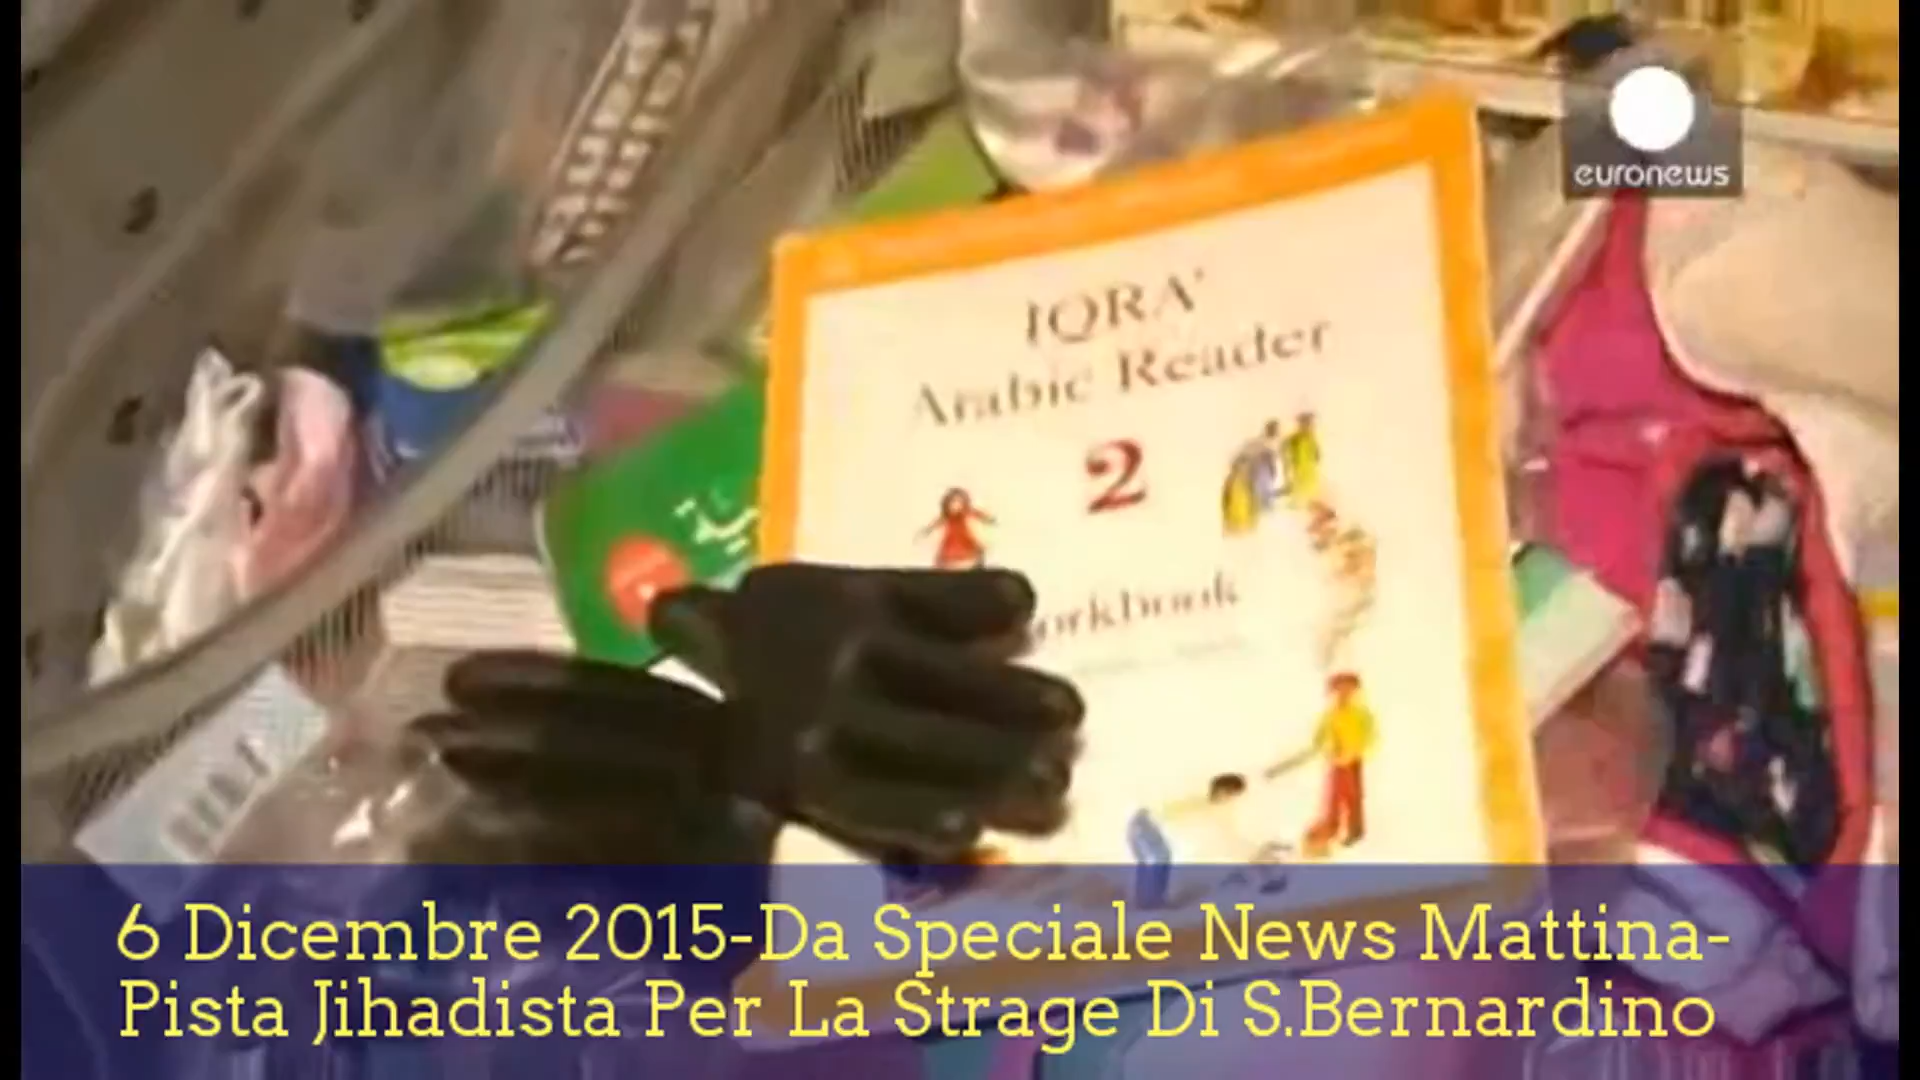 euronews
IQRA'
Arabic Reader
2
6 Dicembre 2015-Da Speciale News Mattina-
Pista Jihadista Per La Strage Di S.Bernardino